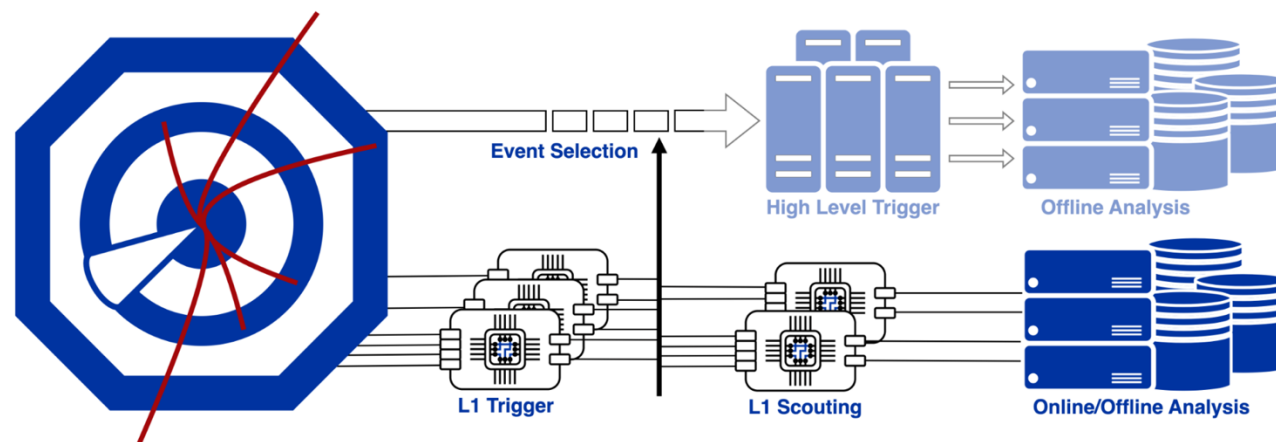 Event Selection
High Level Trigger
Offline Analysis
L1 Trigger
L1 Scouting
Online/Offline Analysis